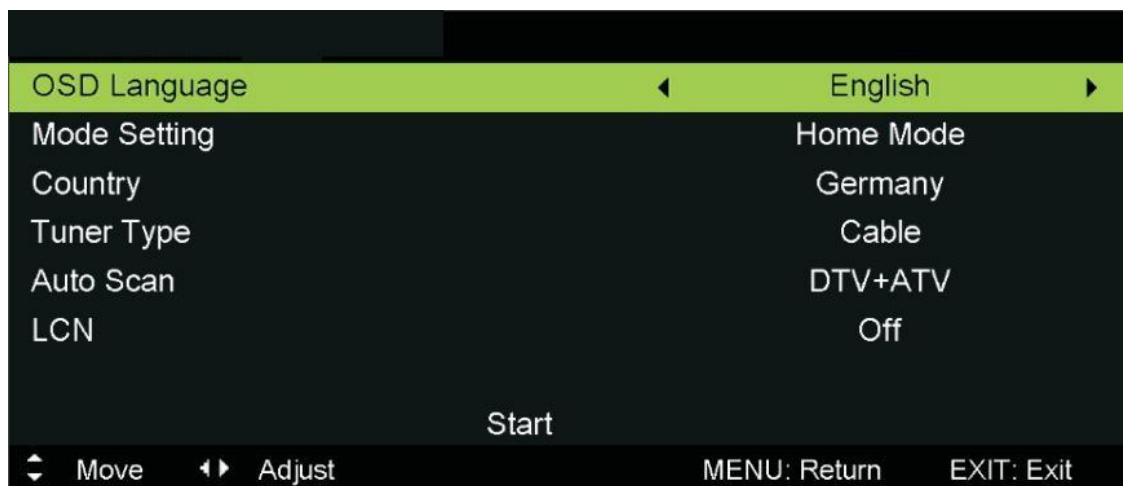 OSD Language English
Mode Setting Home Mode
Country Germany
Tuner Type Cable
Auto Scan DTV+ATV
LCN Off
Start
Move Adjust MENU: Return EXIT: Exit